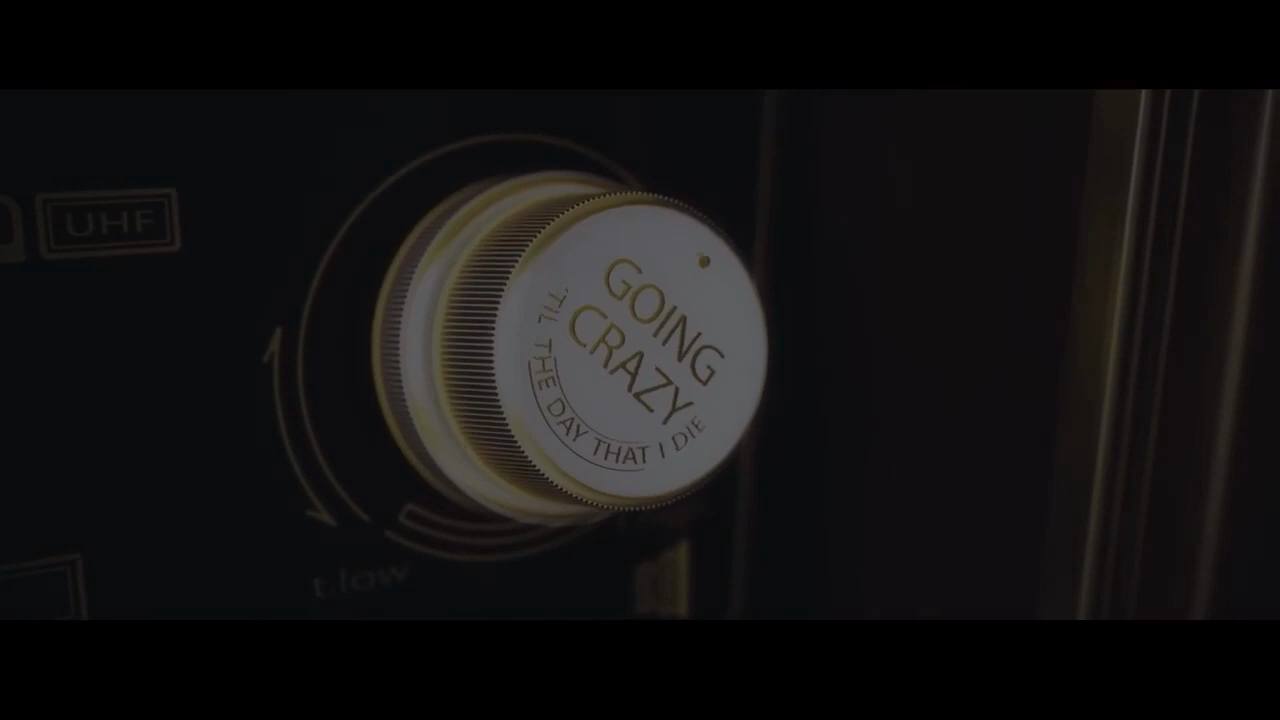 UHF
GOING
CRAZY
'TIL THE DAY THAT I DIE
t.low